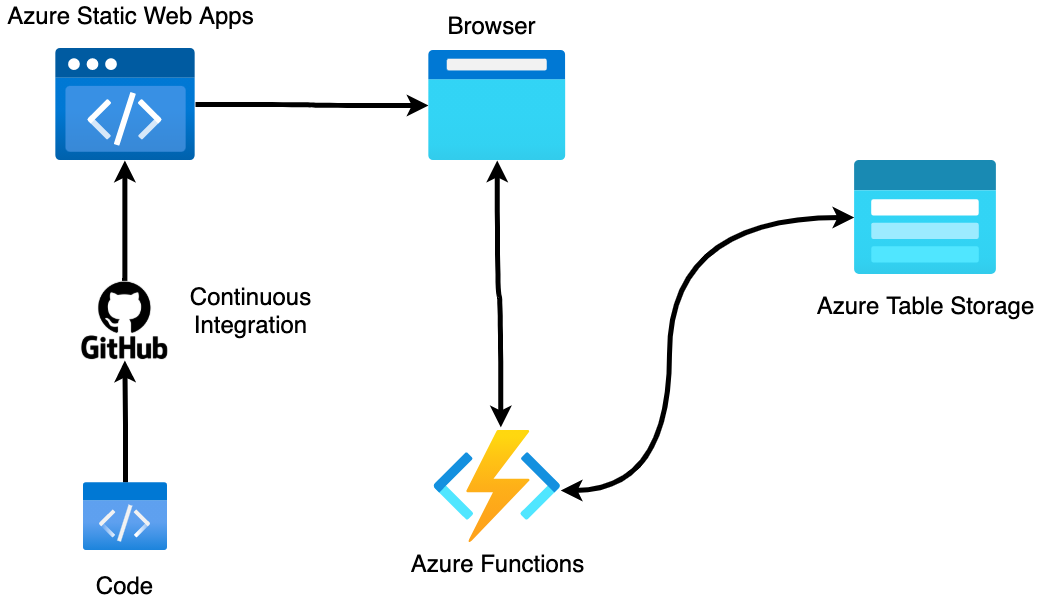 Azure Static Web Apps
Browser
Continuous
Integration
GitHub
Azure Table Storage
Azure Functions
Code